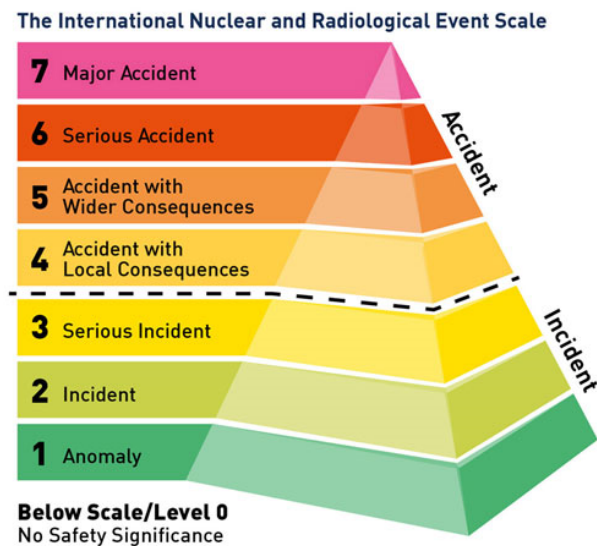 The International Nuclear and Radiological Event Scale
7 Major Accident
6 Serious Accident
5 Accident with
Wider Consequences
4 Accident with
Local Consequences
Accident
3 Serious Incident
2 Incident
1 Anomaly
Incident
Below Scale/Level 0
No Safety Significance